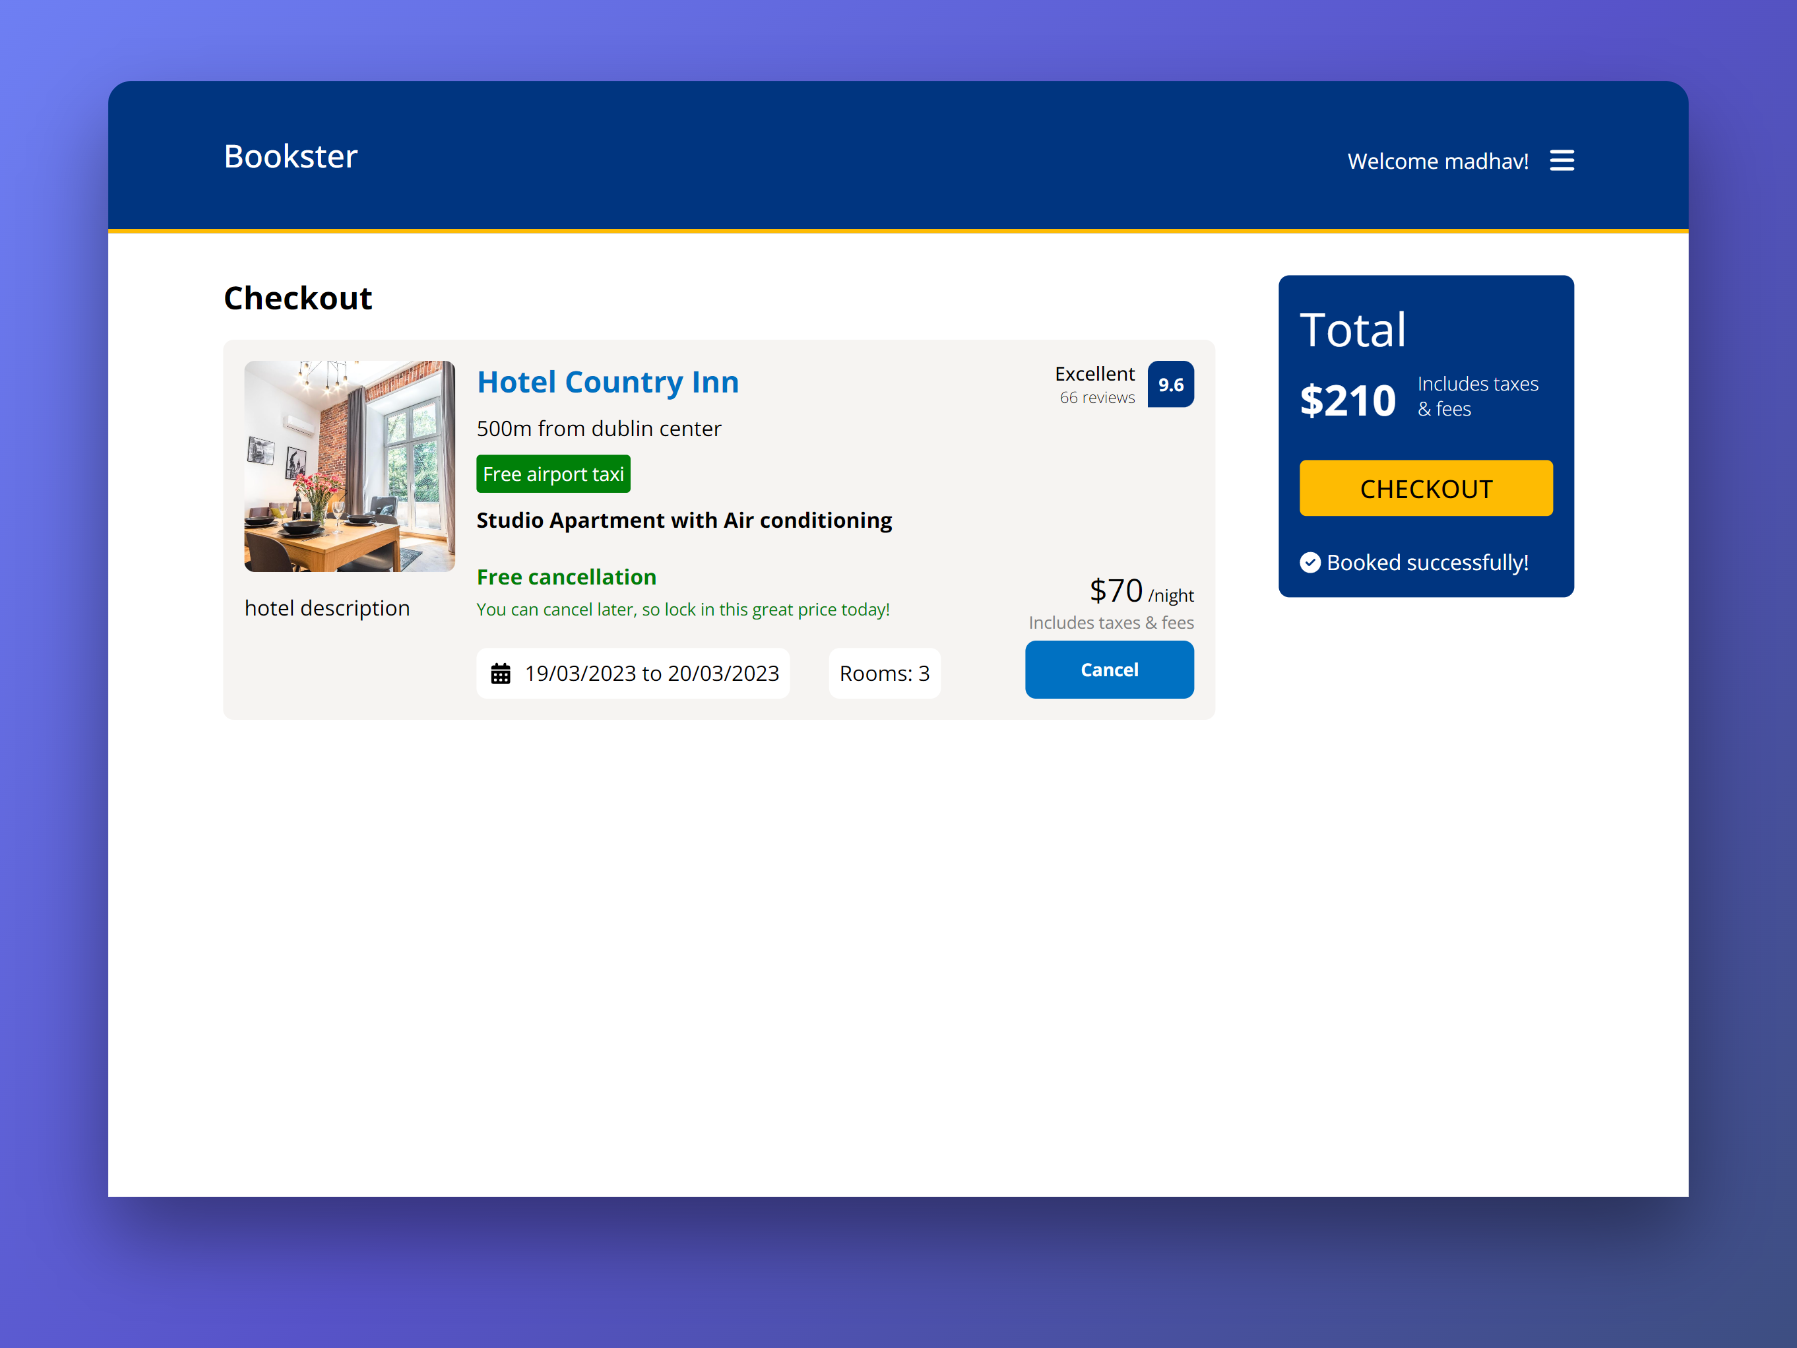 Bookster
Welcome madhav!
Checkout
Hotel Country Inn
500m from dublin center
Free airport taxi
Studio Apartment with Air conditioning
Free cancellation
You can cancel later, so lock in this great price today!
hotel description
19/03/2023 to 20/03/2023
Rooms: 3
Excellent
66 reviews
9.6
$70 /night
Includes taxes & fees
Cancel
Total
$210
Includes taxes
& fees
CHECKOUT
Booked successfully!